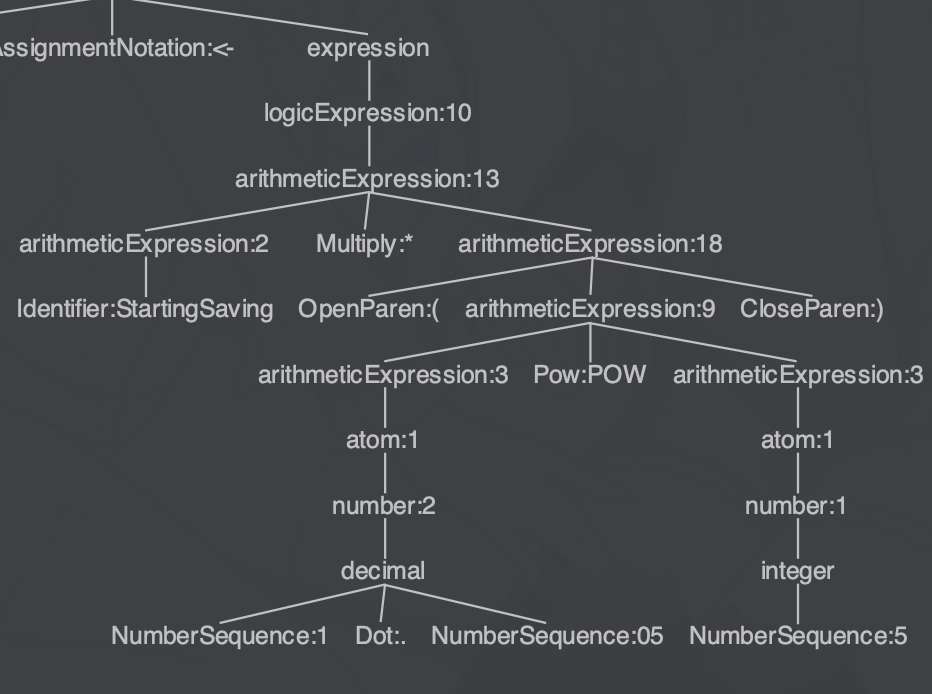 AssignmentNotation:<- expression
logicExpression:10
arithmeticExpression:13
arithmeticExpression:2 Multiply:* arithmeticExpression:18
Identifier:StartingSaving OpenParen:( arithmeticExpression:9 CloseParen:)
arithmeticExpression:3 Pow:POW arithmeticExpression:3
atom:1 atom:1
number:2 number:1
decimal integer
NumberSequence:1 Dot:. NumberSequence:05 NumberSequence:5